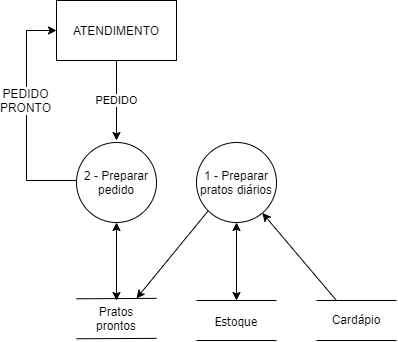 ATENDIMENTO
PEDIDO
PRONTO
PEDIDO
2 - Preparar
pedido
1 - Preparar
pratos diários
Pratos
prontos
Estoque
Cardápio